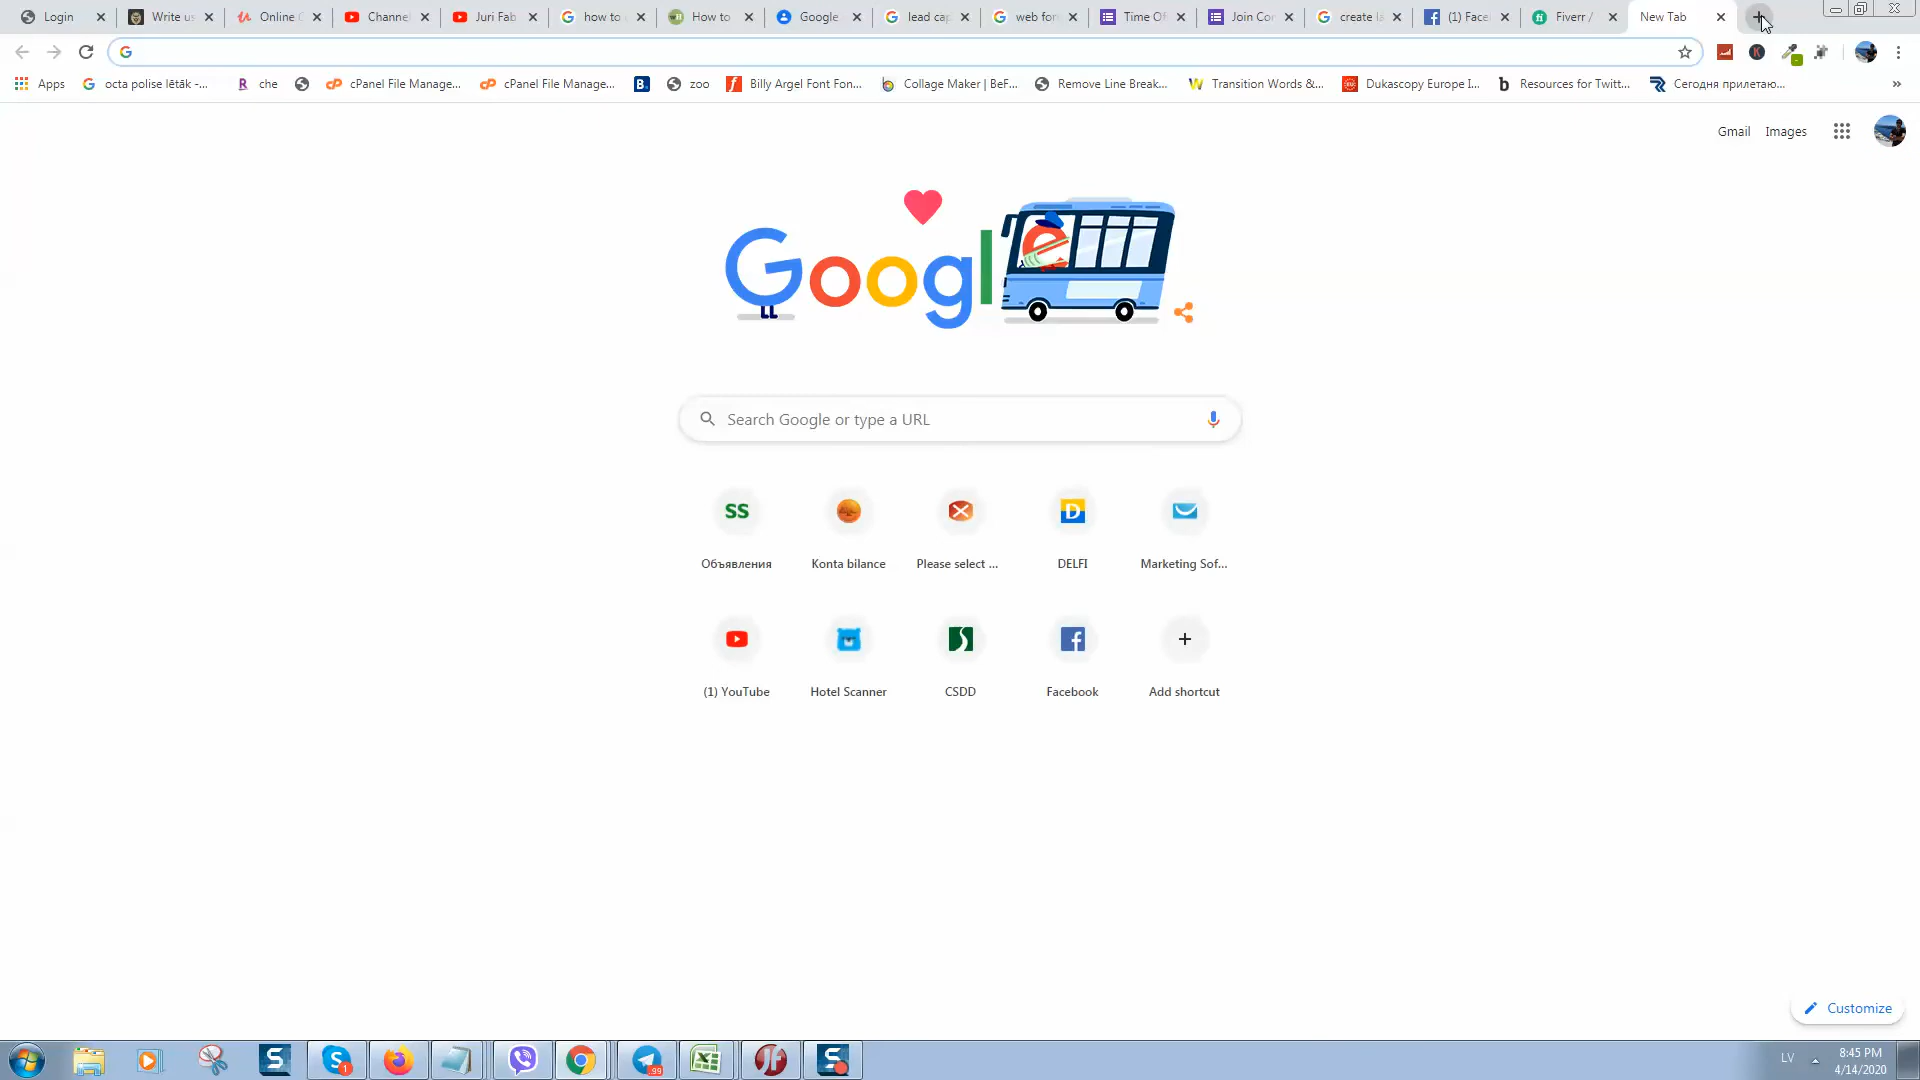 Login
Write us
Online C
Channel
Juri Fab
how to
How to
Google
lead cap
web for
Time Of
Join Cor
create la
(1) Face
Fiverr /
New Tab
Apps
octa polise lētāk -...
che
cPanel File Manage...
cPanel File Manage...
zoo
Billy Argel Font Fon...
Collage Maker | BeF...
Remove Line Break...
Transition Words &...
Dukascopy Europe I...
Resources for Twitt...
Сегодня прилетаю...
Gmail
Images
Google
Search Google or type a URL
SS
Объявления
Konta bilance
Please select ...
DELFI
Marketing Sof...
(1) YouTube
Hotel Scanner
CSDD
Facebook
Add shortcut
Customize
LV
8:45 PM
4/14/2020